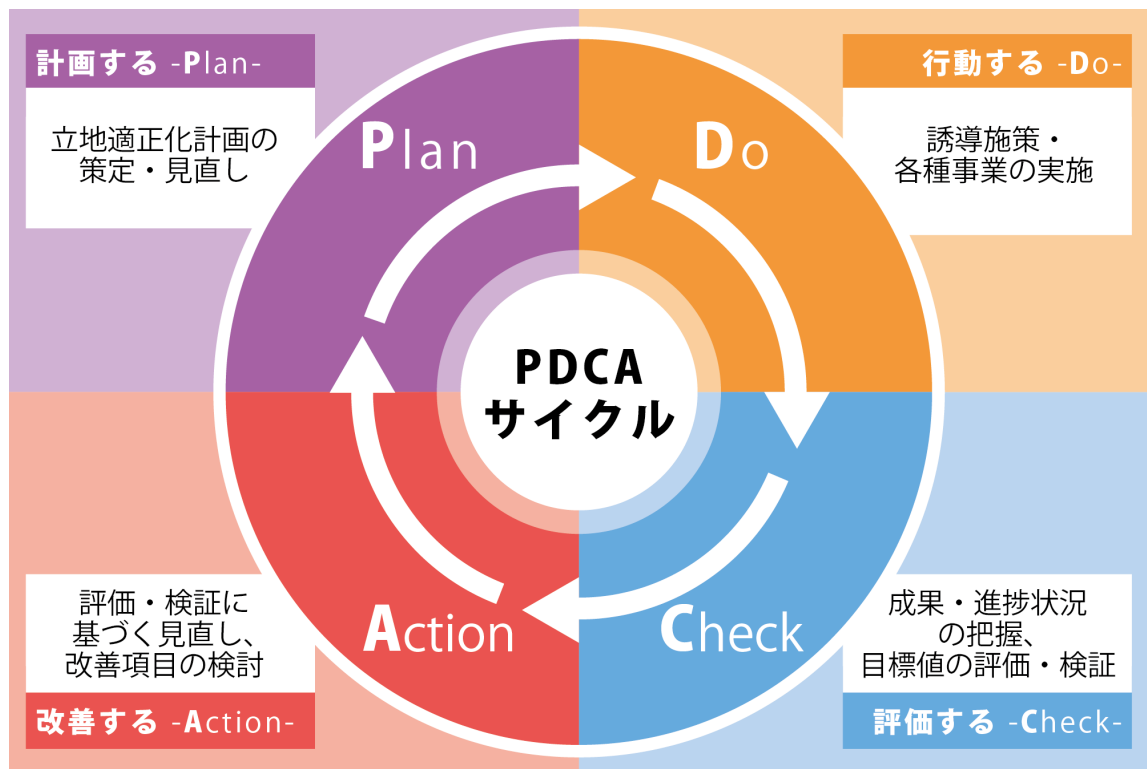 計画する -Plan-
立地適正化計画の
策定・見直し
Plan
行動する -Do-
誘導施策・
各種事業の実施
Do
PDCA
サイクル
評価・検証に
基づく見直し、
改善項目の検討
改善する -Action-
Action
成果・進捗状況
の把握、
目標値の評価・検証
評価する -Check-
Check